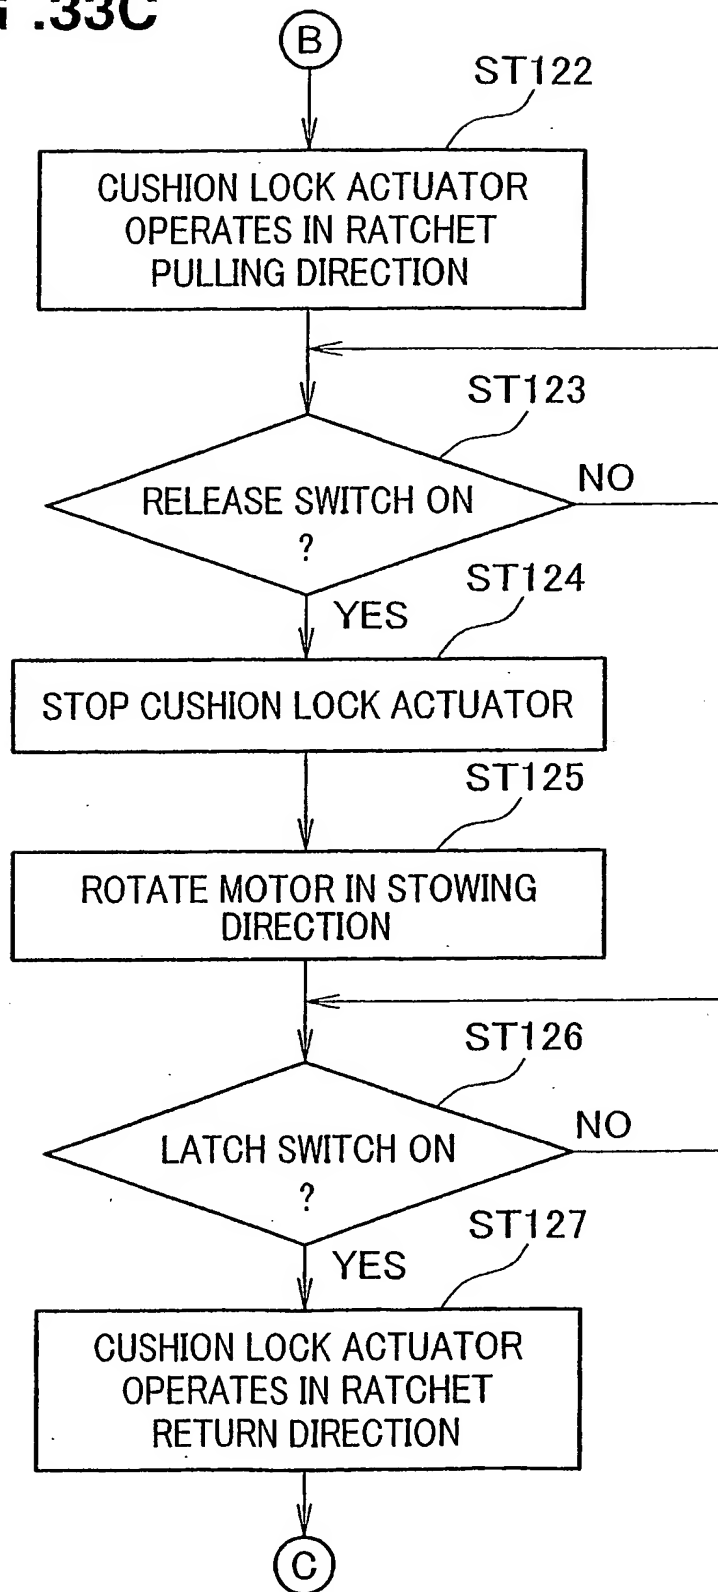 .33C
B
ST122
CUSHION LOCK ACTUATOR
OPERATES IN RATCHET
PULLING DIRECTION
ST123
RELEASE SWITCH ON
?
NO
YES
ST124
STOP CUSHION LOCK ACTUATOR
ST125
ROTATE MOTOR IN STOWING
DIRECTION
ST126
LATCH SWITCH ON
?
NO
YES
ST127
CUSHION LOCK ACTUATOR
OPERATES IN RATCHET
RETURN DIRECTION
C